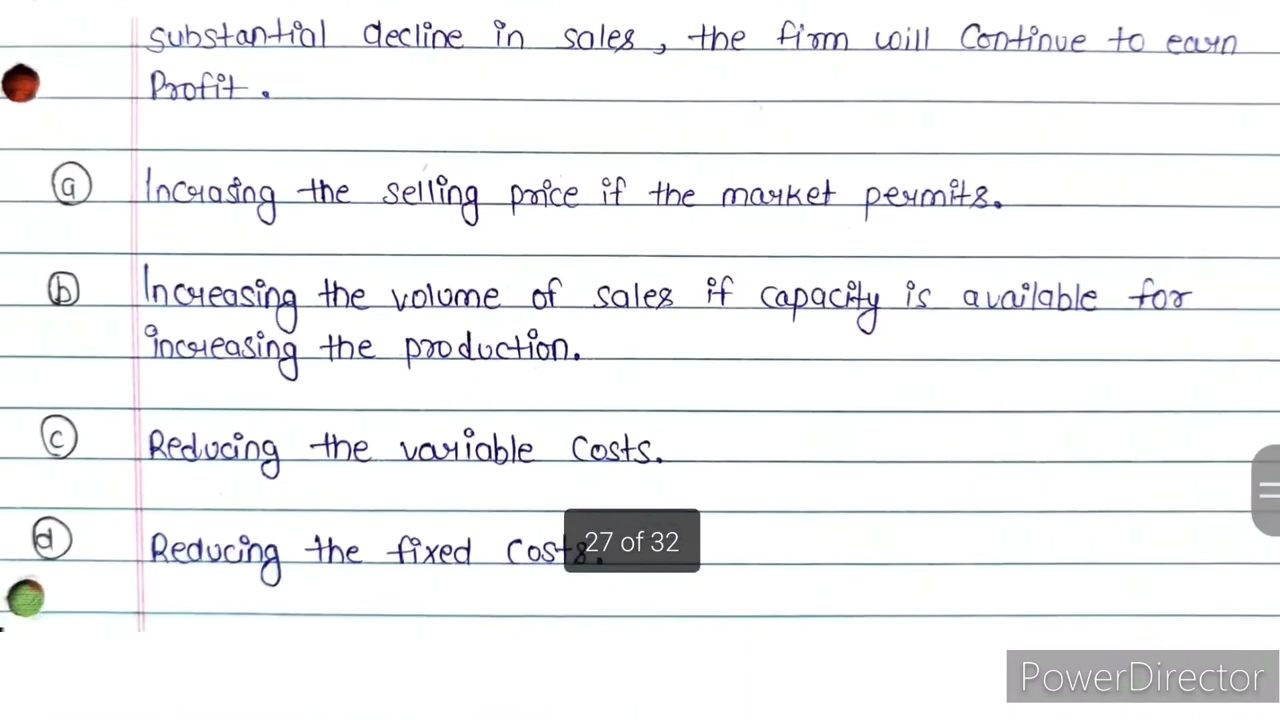 substantial decline in sales, the firm will Continue to earn
Profit.
a Incrasing the selling price if the market permits.
b Increasing the volume of sales if capacity is available for
increasing the production.
c Reducing the variable Costs.
d Reducing the fixed Costs.
27 of 32
PowerDirector